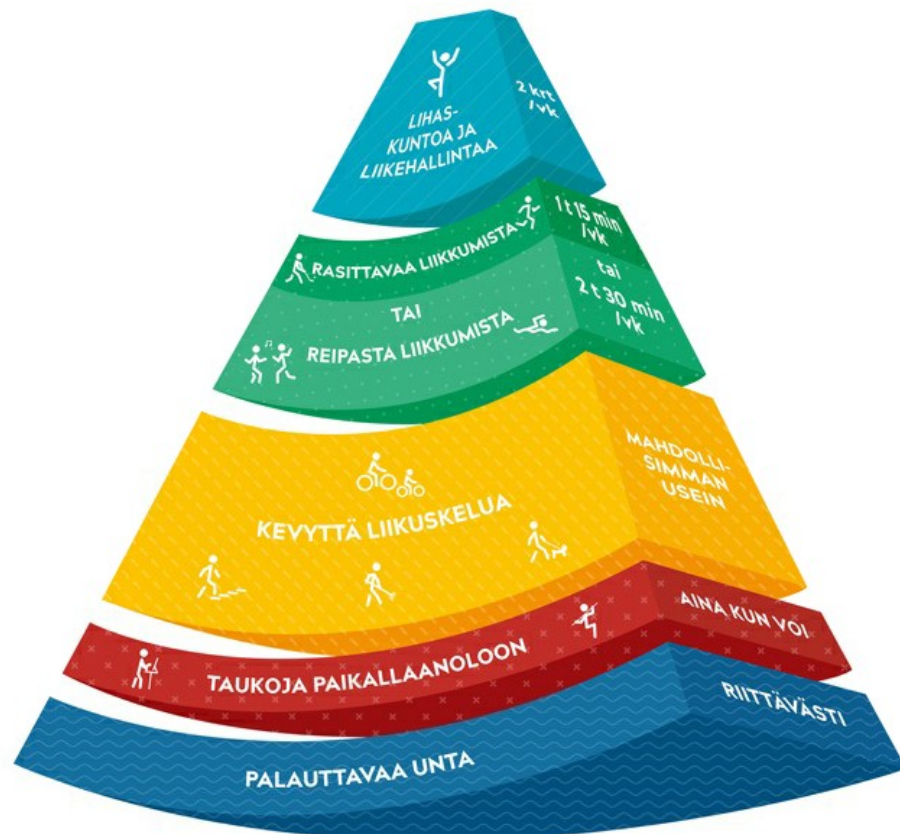 LIHAS-
KUNTOA JA
LIIKEHALLINTAA
2 krt
/vk
RASITTAVAA LIIKKUMISTA
1 t 15 min
/vk
TAI
REIPASTA LIIKKUMISTA
tai
2 t 30 min
/vk
KEVYTTÄ LIIKUSKELUA
MAHDOLLI-
SIMMAN
USEIN
TAUKOJA PAIKALLAANOLOON
AINA KUN VOI
PALAUTTAVAA UNTA
RIITTÄVÄSTI